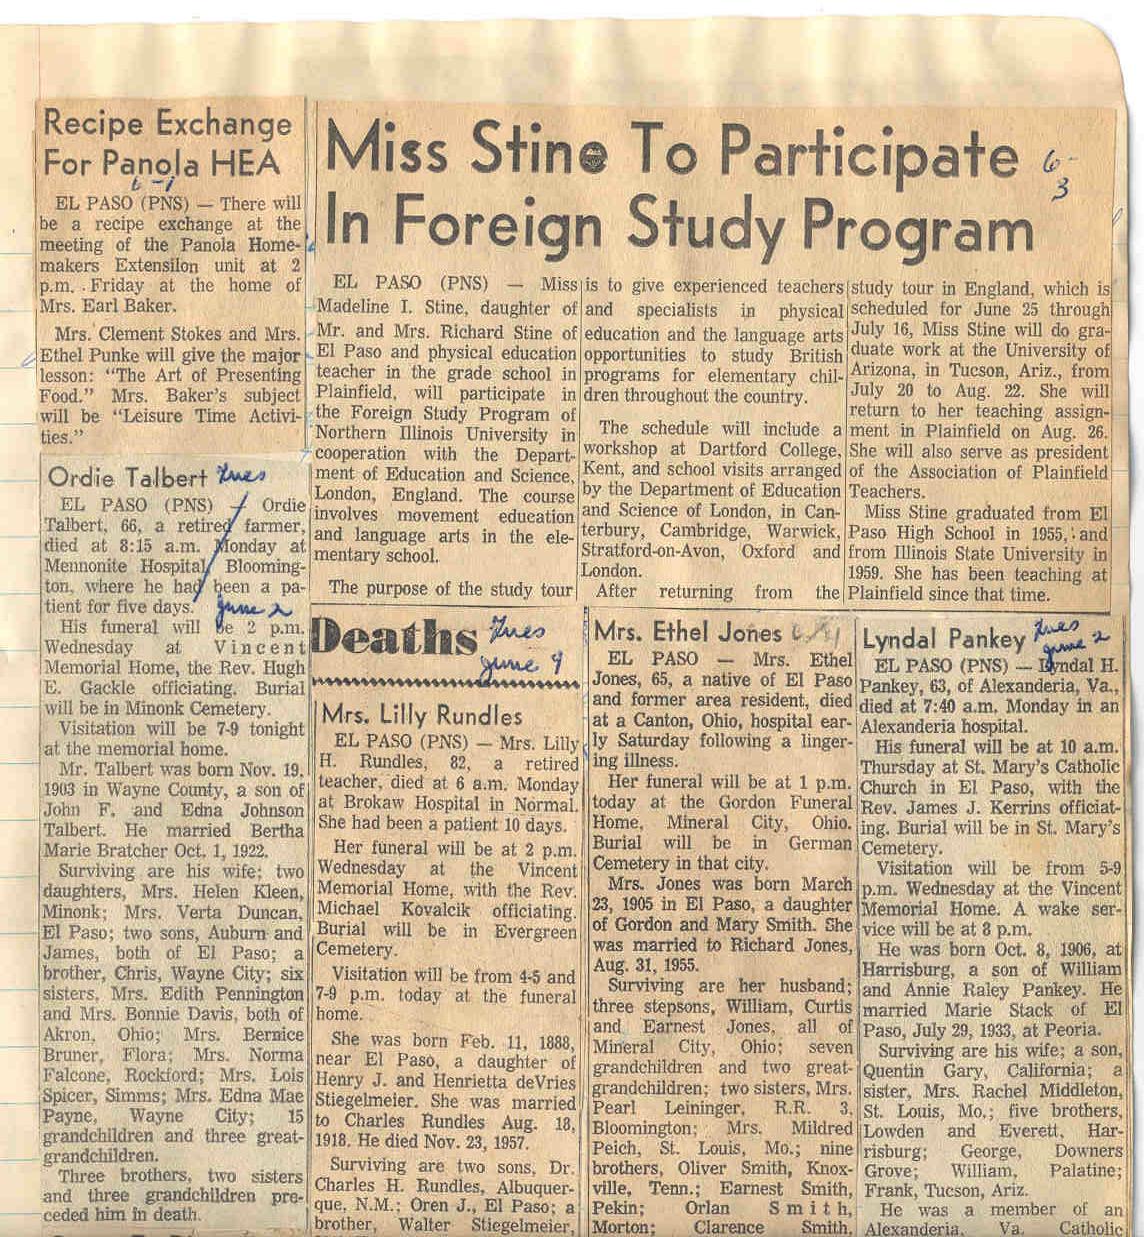 Recipe Exchange
For Panola HEA
6-1
EL PASO (PNS) — There will
be a recipe exchange at the
meeting of the Panola Home-
makers Extensilon unit at 2
p.m. Friday at the home of
Mrs. Earl Baker.
Mrs. Clement Stokes and Mrs.
Ethel Punke will give the major
lesson: "The Art of Presenting
Food." Mrs. Baker's subject
will be "Leisure Time Activi-
ties."
Ordie Talbert Tues
June 2
EL PASO (PNS) — Ordie
Talbert, 66, a retired farmer,
died at 8:15 a.m. Monday at
Mennonite Hospital, Blooming-
ton, where he had been a pa-
tient for five days.
His funeral will be 2 p.m.
Wednesday at Vincent
Memorial Home, the Rev. Hugh
E. Gackle officiating. Burial
will be in Minonk Cemetery.
Visitation will be 7-9 tonight
at the memorial home.
Mr. Talbert was born Nov. 19,
1903 in Wayne County, a son of
John F. and Edna Johnson
Talbert. He married Bertha
Marie Bratcher Oct. 1, 1922.
Surviving are his wife; two
daughters, Mrs. Helen Kleen,
Minonk; Mrs. Verta Duncan,
El Paso; two sons, Auburn and
James, both of El Paso; a
brother, Chris, Wayne City; six
sisters, Mrs. Edith Pennington
and Mrs. Bonnie Davis, both of
Akron, Ohio; Mrs. Bernice
Bruner, Flora; Mrs. Norma
Falcone, Rockford; Mrs. Lois
Spicer, Simms; Mrs. Edna Mae
Payne, Wayne City; 15
grandchildren and three great-
grandchildren.
Three brothers, two sisters
and three grandchildren pre-
ceded him in death.
Miss Stine To Participate
In Foreign Study Program
6-
3
EL PASO (PNS) — Miss
Madeline I. Stine, daughter of
Mr. and Mrs. Richard Stine of
El Paso and physical education
teacher in the grade school in
Plainfield, will participate in
the Foreign Study Program of
Northern Illinois University in
cooperation with the Depart-
ment of Education and Science,
London, England. The course
involves movement education
and language arts in the ele-
mentary school.
The purpose of the study tour
is to give experienced teachers
and specialists in physical
education and the language arts
opportunities to study British
programs for elementary chil-
dren throughout the country.
The schedule will include a
workshop at Dartford College,
Kent, and school visits arranged
by the Department of Education
and Science of London, in Can-
terbury, Cambridge, Warwick,
Stratford-on-Avon, Oxford and
London.
After returning from the
study tour in England, which is
scheduled for June 25 through
July 16, Miss Stine will do gra-
duate work at the University of
Arizona, in Tucson, Ariz., from
July 20 to Aug. 22. She will
return to her teaching assign-
ment in Plainfield on Aug. 26.
She will also serve as president
of the Association of Plainfield
Teachers.
Miss Stine graduated from El
Paso High School in 1955, and
from Illinois State University in
1959. She has been teaching at
Plainfield since that time.
Deaths Tues
June 9
Mrs. Lilly Rundles
EL PASO (PNS) — Mrs. Lilly
H. Rundles, 82, a retired
teacher, died at 6 a.m. Monday
at Brokaw Hospital in Normal.
She had been a patient 10 days.
Her funeral will be at 2 p.m.
Wednesday at the Vincent
Memorial Home, with the Rev.
Michael Kovalcik officiating.
Burial will be in Evergreen
Cemetery.
Visitation will be from 4-5 and
7-9 p.m. today at the funeral
home.
She was born Feb. 11, 1888,
near El Paso, a daughter of
Henry J. and Henrietta deVries
Stiegelmeier. She was married
to Charles Rundles Aug. 18,
1918. He died Nov. 23, 1957.
Surviving are two sons, Dr.
Charles H. Rundles, Albuquer-
que, N.M.; Oren J., El Paso; a
brother, Walter Stiegelmeier,
Mrs. Ethel Jones
EL PASO — Mrs. Ethel
Jones, 65, a native of El Paso
and former area resident, died
at a Canton, Ohio, hospital ear-
ly Saturday following a linger-
ing illness.
Her funeral will be at 1 p.m.
today at the Gordon Funeral
Home, Mineral City, Ohio.
Burial will be in German
Cemetery in that city.
Mrs. Jones was born March
23, 1905 in El Paso, a daughter
of Gordon and Mary Smith. She
was married to Richard Jones,
Aug. 31, 1955.
Surviving are her husband;
three stepsons, William, Curtis
and Earnest Jones, all of
Mineral City, Ohio; seven
grandchildren and two great-
grandchildren; two sisters, Mrs.
Pearl Leininger, R.R. 3,
Bloomington; Mrs. Mildred
Peich, St. Louis, Mo.; nine
brothers, Oliver Smith, Knox-
ville, Tenn.; Earnest Smith,
Pekin; Orlan Smith,
Morton; Clarence Smith,
Lyndal Pankey Tues
June 2
EL PASO (PNS) — Lyndal H.
Pankey, 63, of Alexanderia, Va.,
died at 7:40 a.m. Monday in an
Alexanderia hospital.
His funeral will be at 10 a.m.
Thursday at St. Mary's Catholic
Church in El Paso, with the
Rev. James J. Kerrins officiat-
ing. Burial will be in St. Mary's
Cemetery.
Visitation will be from 5-9
p.m. Wednesday at the Vincent
Memorial Home. A wake ser-
vice will be at 8 p.m.
He was born Oct. 8, 1906, at
Harrisburg, a son of William
and Annie Raley Pankey. He
married Marie Stack of El
Paso, July 29, 1933, at Peoria.
Surviving are his wife; a son,
Quentin Gary, California; a
sister, Mrs. Rachel Middleton,
St. Louis, Mo.; five brothers,
Lowden and Everett, Har-
risburg; George, Downers
Grove; William, Palatine;
Frank, Tucson, Ariz.
He was a member of an
Alexanderia, Va. Catholic